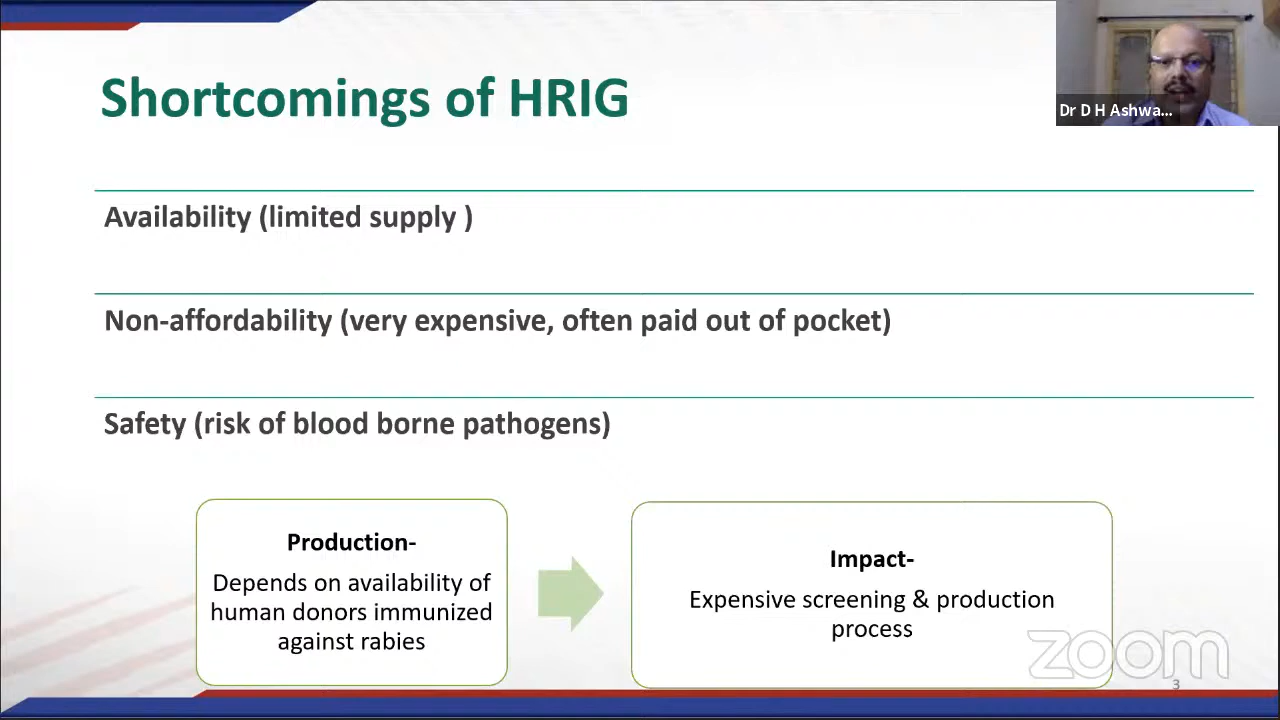 Shortcomings of HRIG
Dr D H Ashwa...
Availability (limited supply )
Non-affordability (very expensive, often paid out of pocket)
Safety (risk of blood borne pathogens)
Production-
Depends on availability of
human donors immunized
against rabies
Impact-
Expensive screening & production
process
zoom
3